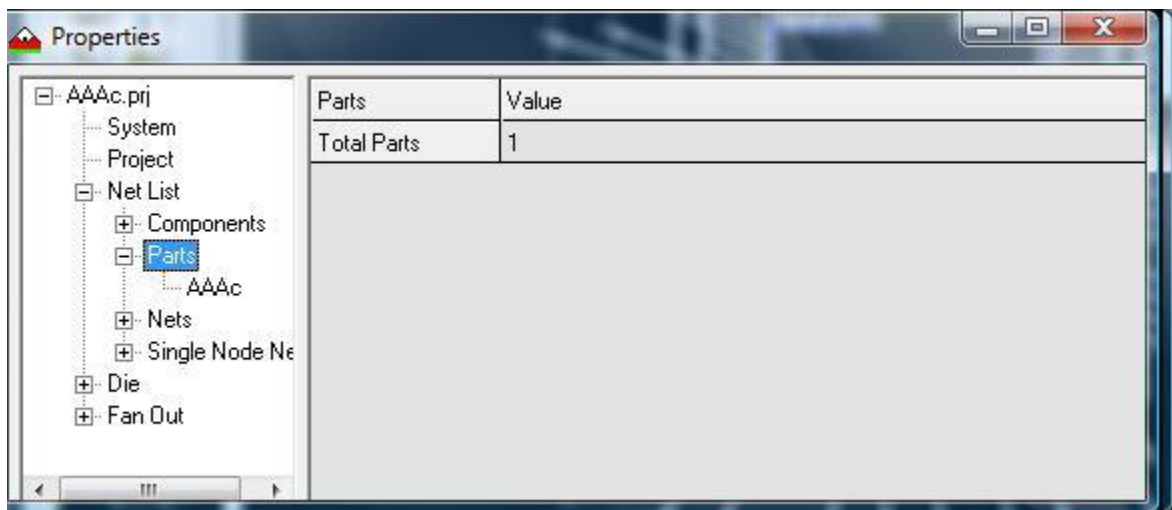 Properties
AAAc.prj
System
Project
Net List
Components
Parts
AAAc
Nets
Single Node Ne
Die
Fan Out
Parts Value
Total Parts 1